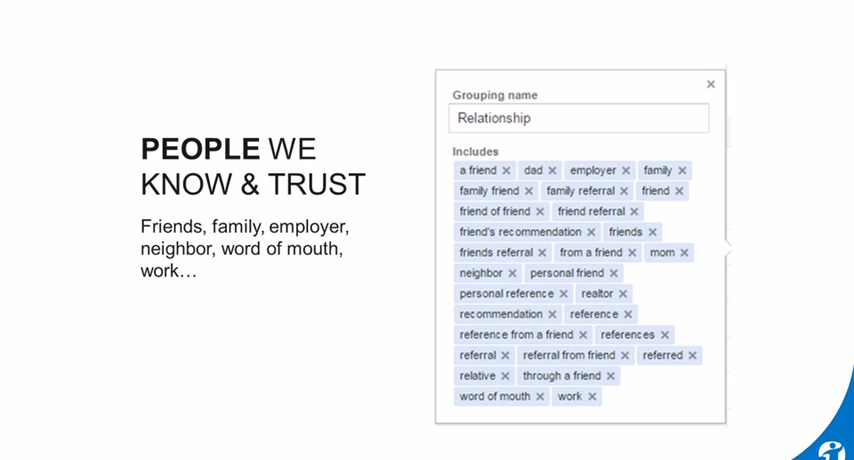 PEOPLE WE
KNOW & TRUST
Friends, family, employer,
neighbor, word of mouth,
work…
×
Grouping name
Relationship
Includes
a friend × dad × employer × family ×
family friend × family referral × friend ×
friend of friend × friend referral ×
friend's recommendation × friends ×
friends referral × from a friend × mom ×
neighbor × personal friend ×
personal reference × realtor ×
recommendation × reference ×
reference from a friend × references ×
referral × referral from friend × referred ×
relative × through a friend ×
word of mouth × work ×